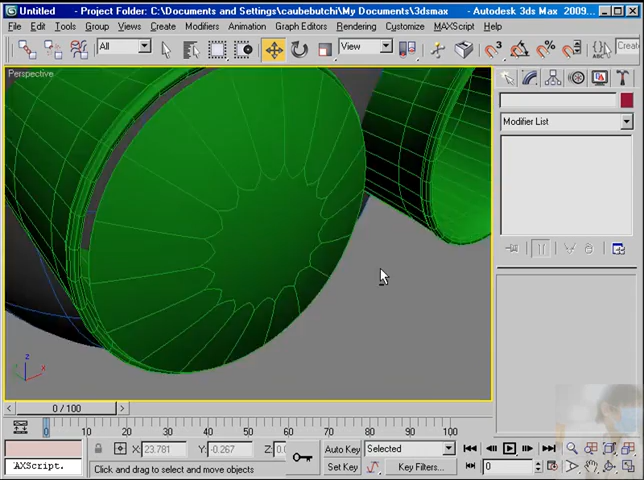 Untitled - Project Folder: C:\Documents and Settings\caubebutchi\My Documents\3dsmax - Autodesk 3ds Max 2009...
File Edit Tools Group Views Create Modifiers Animation Graph Editors Rendering Customize MAXScript Help
All View Create
Perspective
Modifier List
z
x
0 / 100
0 10 20 30 40 50 60 70 80 90 100
X: 23.781 Y: -0.267 Z: Auto Key Selected
AXScript. Click and drag to select and move objects Set Key Key Filters... 0